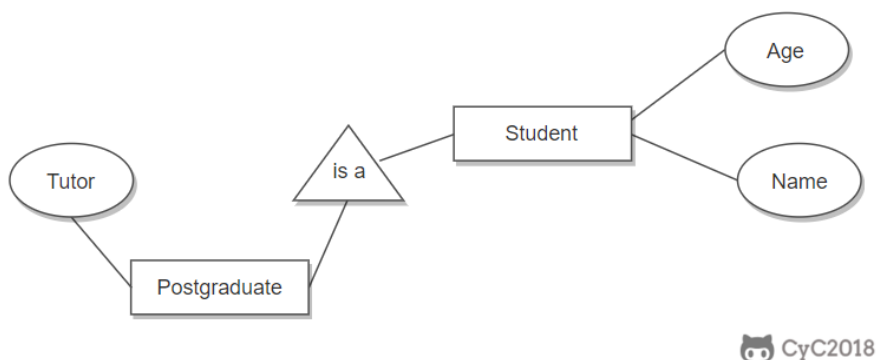 Age
Student
Tutor
is a
Name
Postgraduate
CyC2018